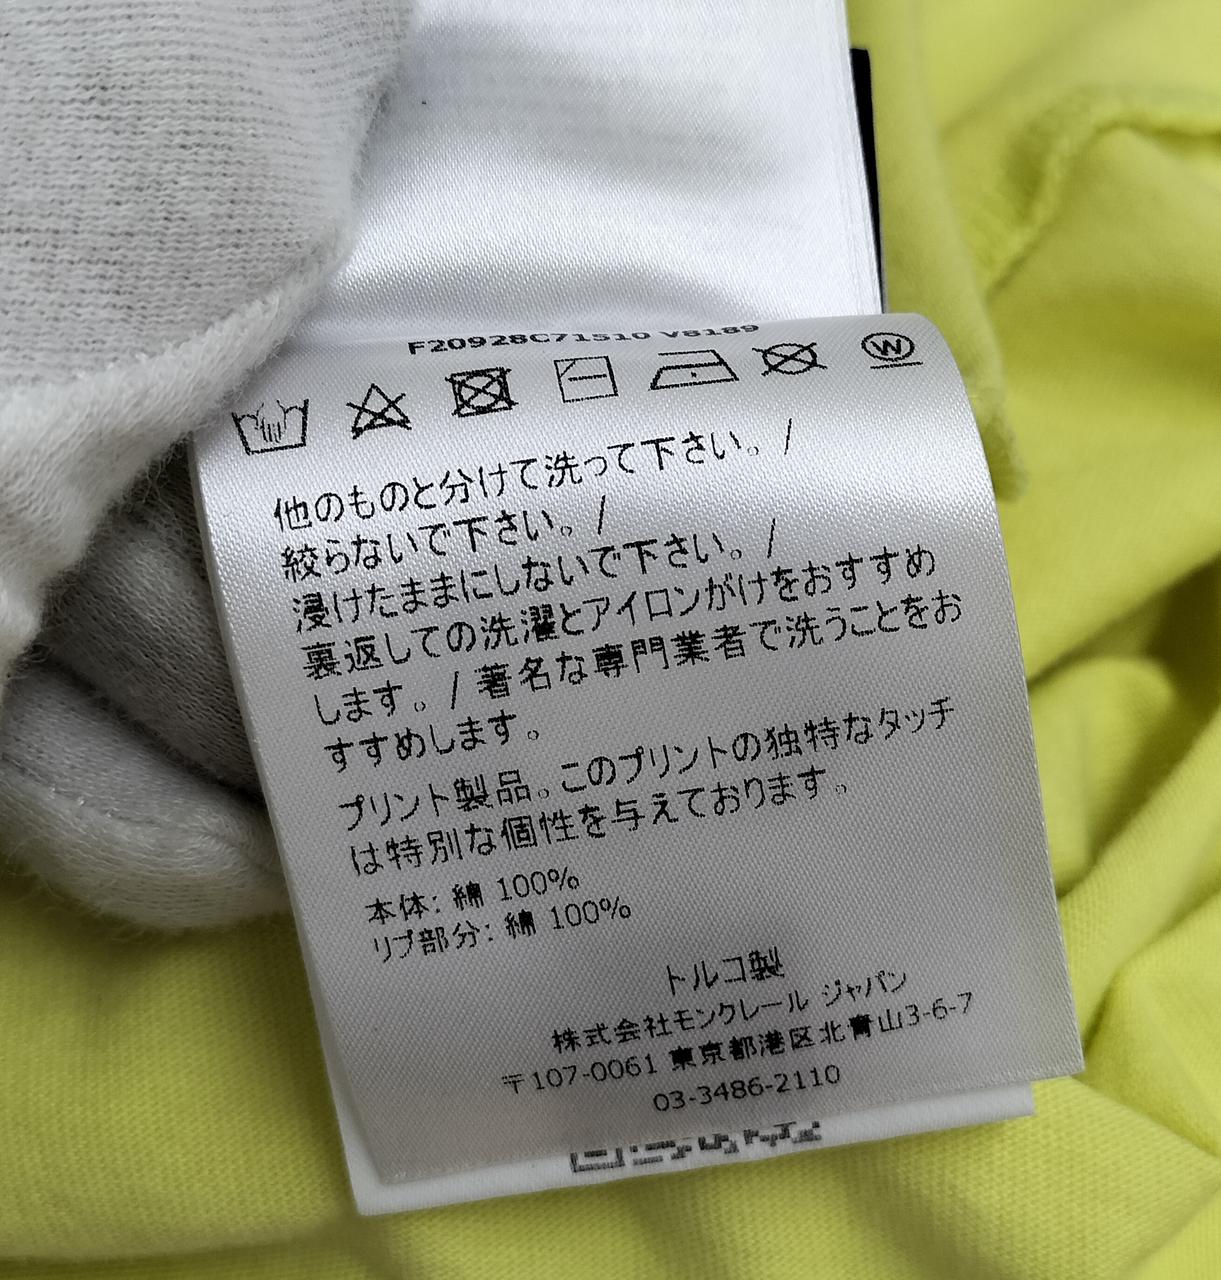 F20928C71510 V8189
W
他のものと分けて洗って下さい。/
絞らないで下さい。/
浸けたままにしないで下さい。/
裏返しての洗濯とアイロンがけをおすすめ
します。/ 著名な専門業者で洗うことをお
すすめします。
プリント製品。このプリントの独特なタッチ
は特別な個性を与えております。
本体: 綿 100%
リブ部分: 綿 100%
トルコ製
株式会社モンクレール ジャパン
〒107-0061 東京都港区北青山3-6-7
03-3486-2110